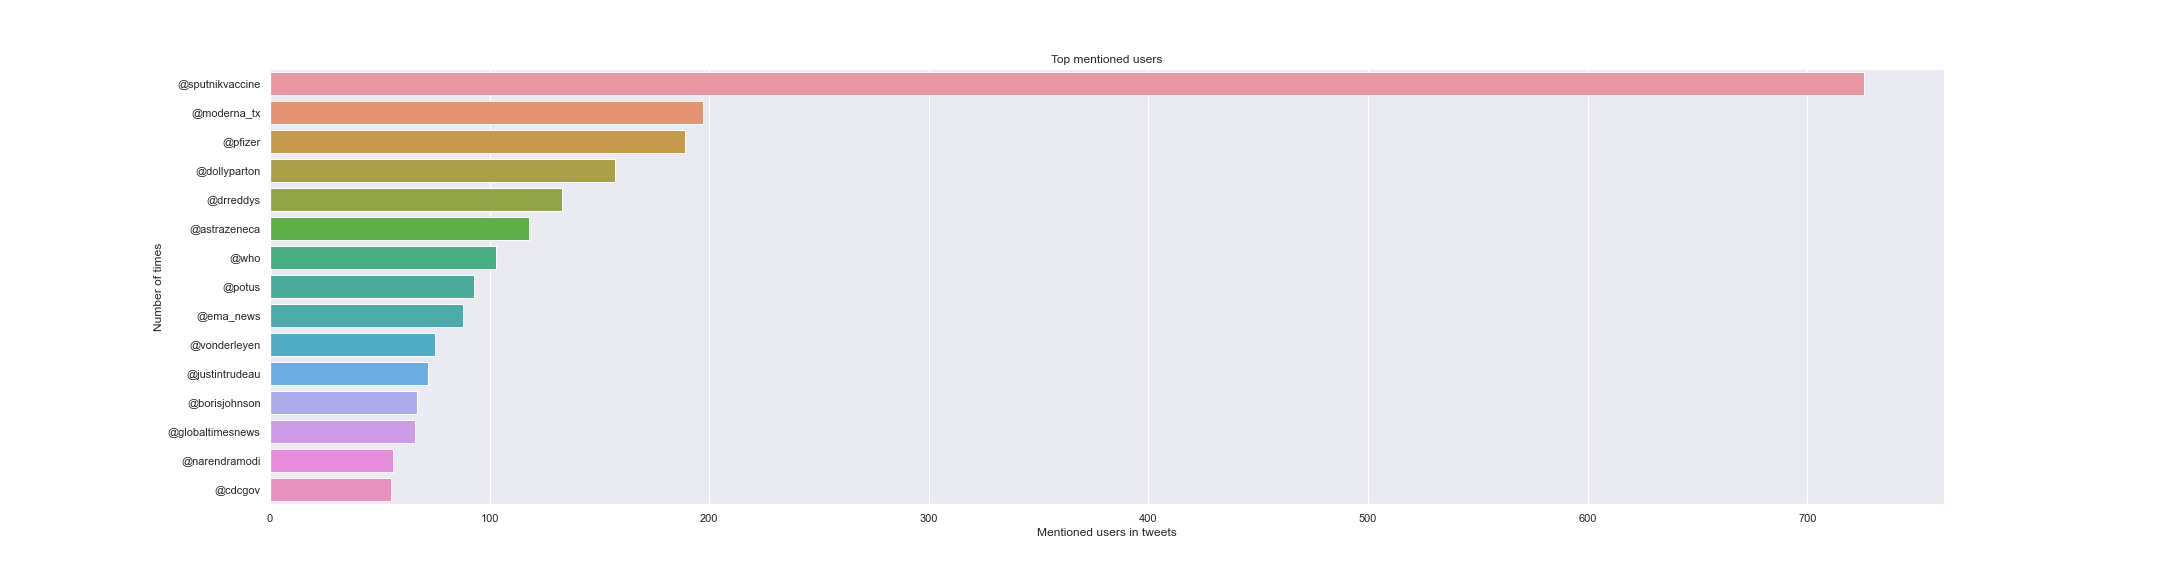 Top mentioned users
@sputnikvaccine
@moderna_tx
@pfizer
@dollyparton
@drreddys
@astrazeneca
@who
@potus
@ema_news
@vonderleyen
@justintrudeau
@borisjohnson
@globaltimesnews
@narendramodi
@cdcgov
Number of times
0 100 200 300 400 500 600 700
Mentioned users in tweets